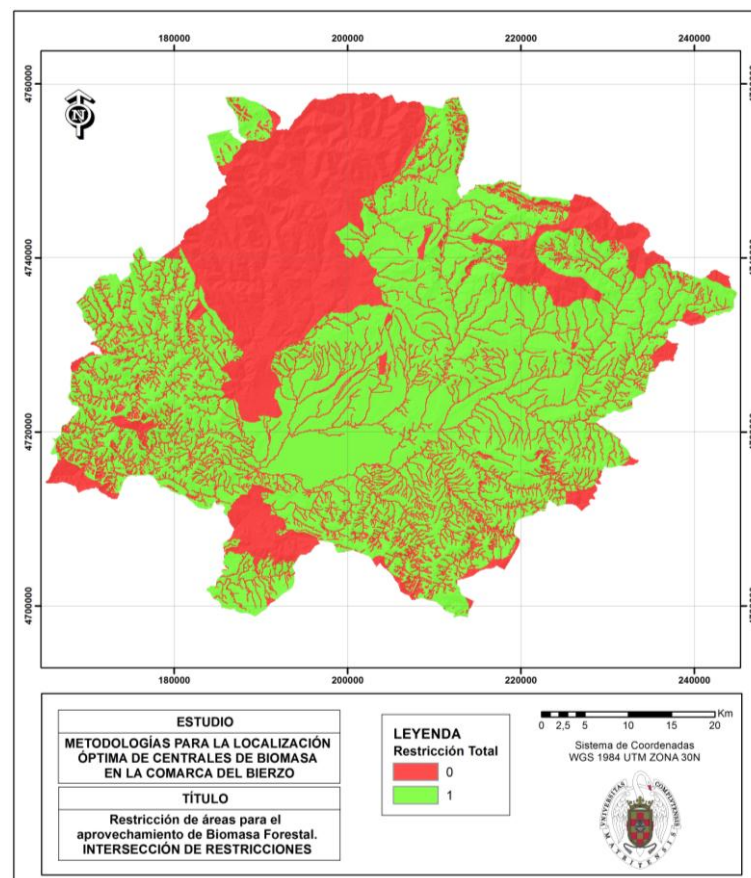 180000 200000 220000 240000
4760000
4740000
4720000
4700000
N
180000 200000 220000 240000
ESTUDIO
METODOLOGÍAS PARA LA LOCALIZACIÓN
ÓPTIMA DE CENTRALES DE BIOMASA
EN LA COMARCA DEL BIERZO
TÍTULO
Restricción de áreas para el
aprovechamiento de Biomasa Forestal.
INTERSECCIÓN DE RESTRICCIONES
LEYENDA
Restricción Total
0
1
Km
0 2,5 5 10 15 20
Sistema de Coordenadas
WGS 1984 UTM ZONA 30N
UNIVERSITAS COMPLUTENSIS
MATRITENSIS